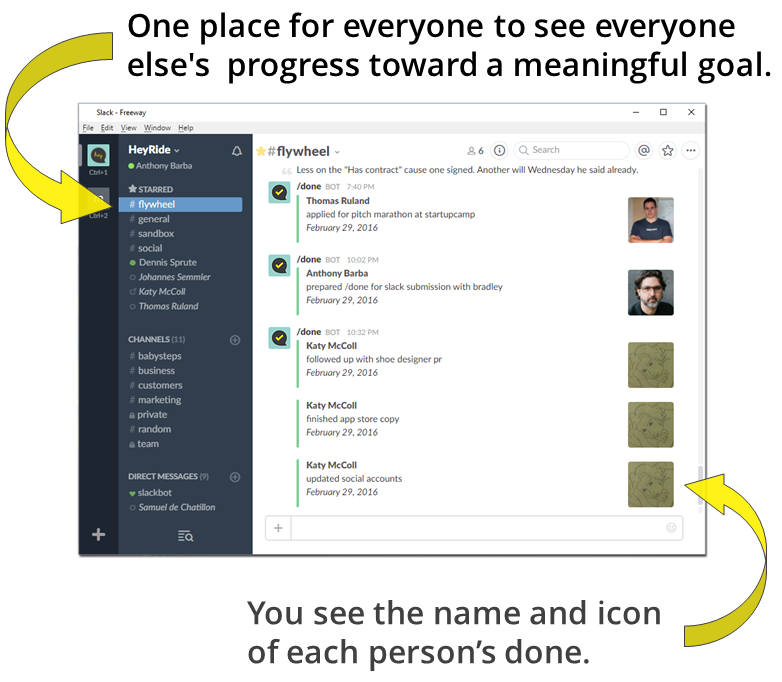 One place for everyone to see everyone
else's progress toward a meaningful goal.
Slack - Freeway
File Edit View Window Help
Ctrl+1
Ctrl+2
HeyRide
Anthony Barba
STARRED
# flywheel
# general
# sandbox
# social
Dennis Sprute
Johannes Semmler
Katy McColl
Thomas Ruland
CHANNELS (11)
# babysteps
# business
# customers
# marketing
private
# random
team
DIRECT MESSAGES (9)
slackbot
Samuel de Chatillon
#flywheel
6
Search
Less on the "Has contract" cause one signed. Another will Wednesday he said already.
/done BOT 7:40 PM
Thomas Ruland
applied for pitch marathon at startupcamp
February 29, 2016
/done BOT 10:02 PM
Anthony Barba
prepared /done for slack submission with bradley
February 29, 2016
/done BOT 10:32 PM
Katy McColl
followed up with shoe designer pr
February 29, 2016
Katy McColl
finished app store copy
February 29, 2016
Katy McColl
updated social accounts
February 29, 2016
You see the name and icon
of each person’s done.